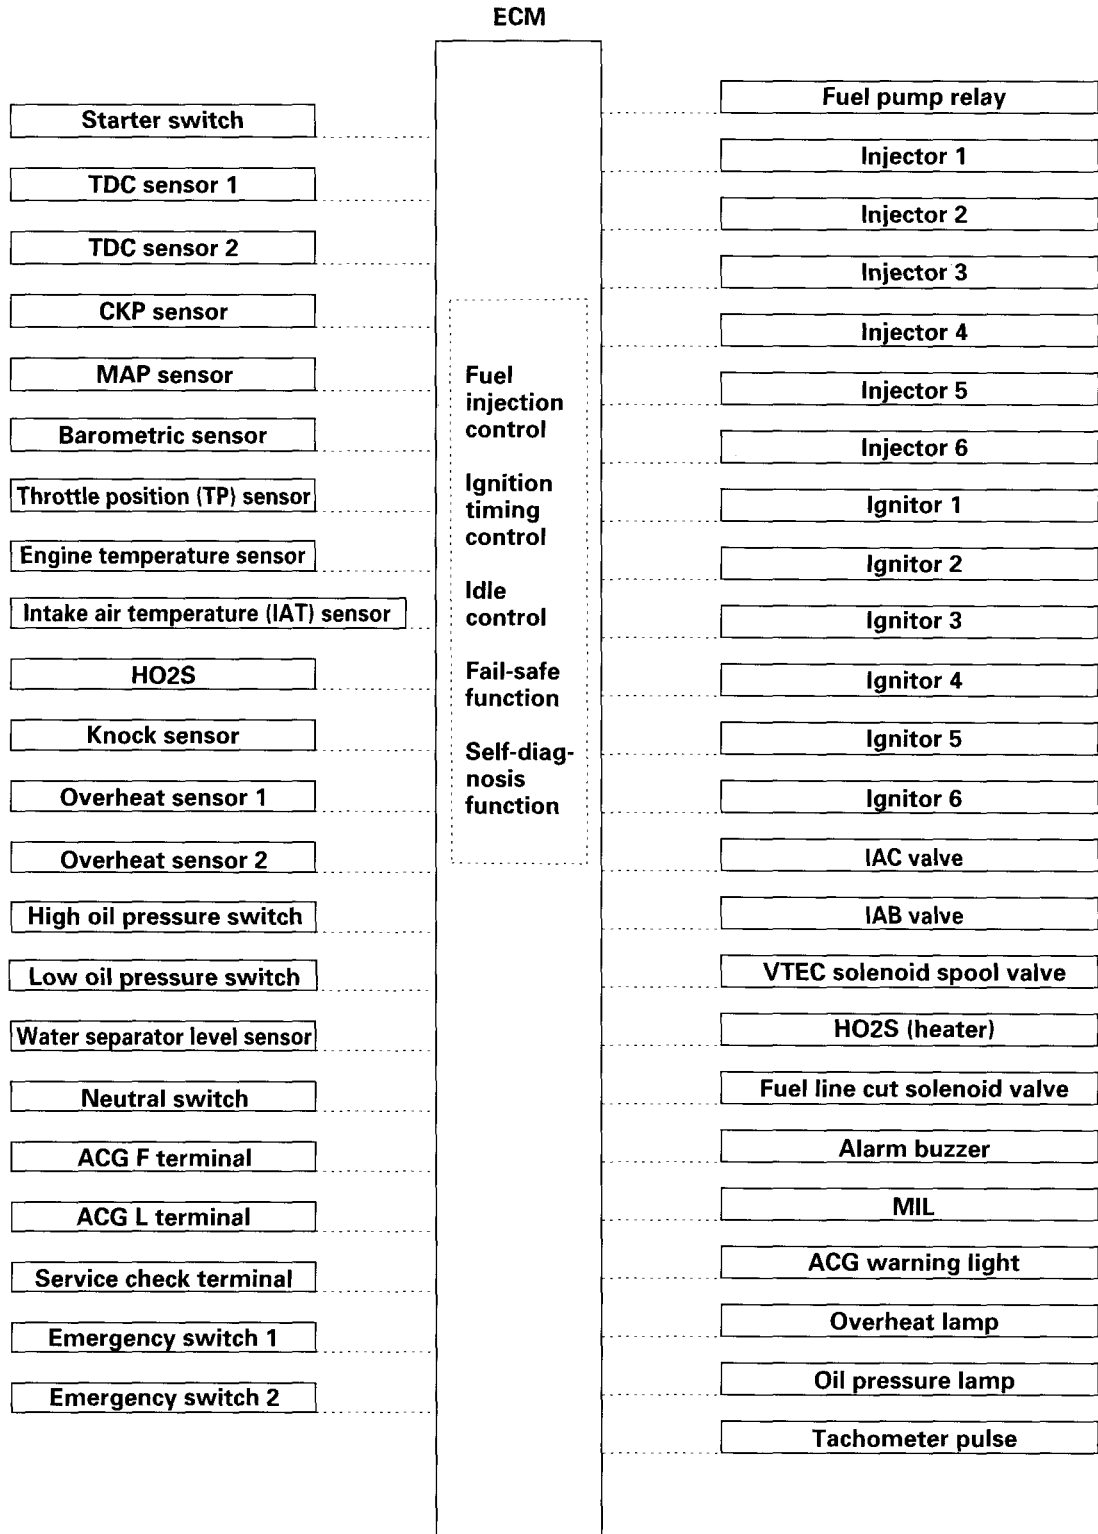 ECM
Starter switch
TDC sensor 1
TDC sensor 2
CKP sensor
MAP sensor
Barometric sensor
Throttle position (TP) sensor
Engine temperature sensor
Intake air temperature (IAT) sensor
HO2S
Knock sensor
Overheat sensor 1
Overheat sensor 2
High oil pressure switch
Low oil pressure switch
Water separator level sensor
Neutral switch
ACG F terminal
ACG L terminal
Service check terminal
Emergency switch 1
Emergency switch 2
Fuel
injection
control
Ignition
timing
control
Idle
control
Fail-safe
function
Self-diag-
nosis
function
Fuel pump relay
Injector 1
Injector 2
Injector 3
Injector 4
Injector 5
Injector 6
Ignitor 1
Ignitor 2
Ignitor 3
Ignitor 4
Ignitor 5
Ignitor 6
IAC valve
IAB valve
VTEC solenoid spool valve
HO2S (heater)
Fuel line cut solenoid valve
Alarm buzzer
MIL
ACG warning light
Overheat lamp
Oil pressure lamp
Tachometer pulse